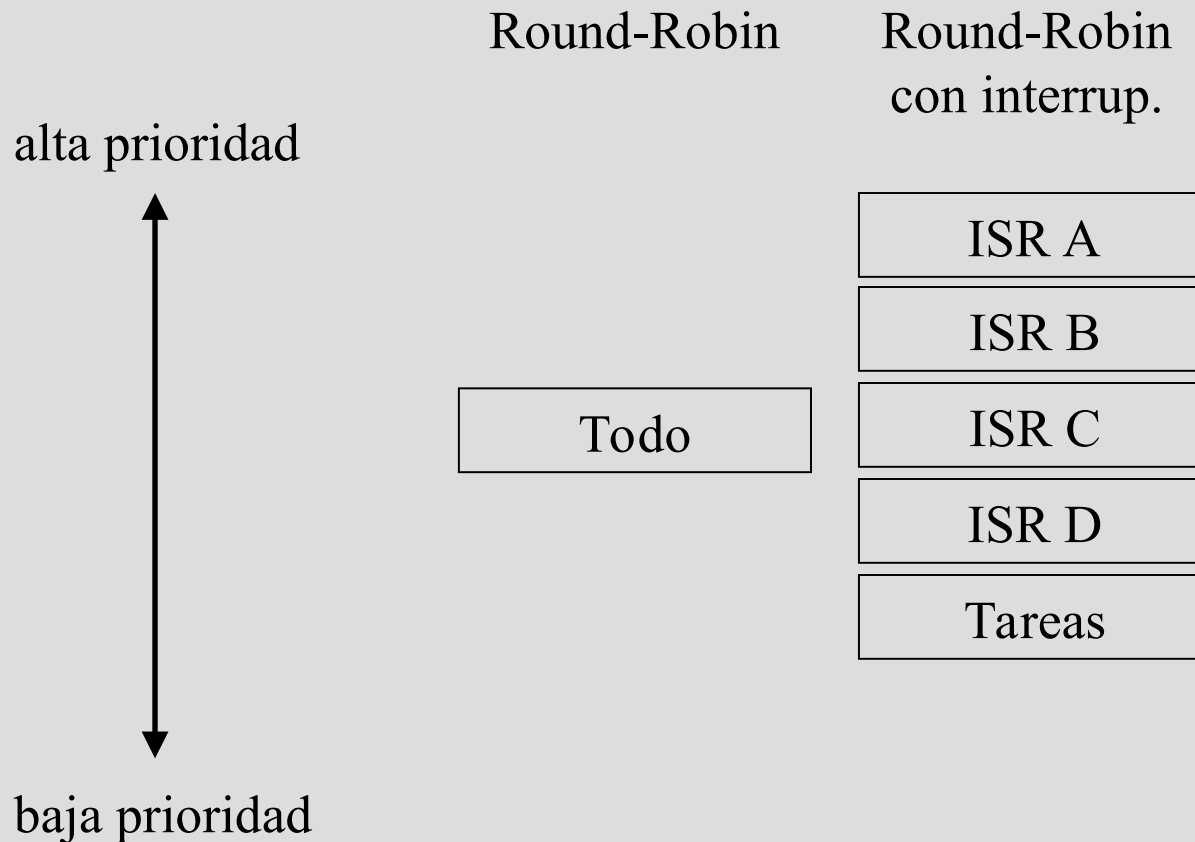 Round-Robin
Round-Robin
con interrup.
alta prioridad
ISR A
ISR B
Todo
ISR C
ISR D
Tareas
baja prioridad